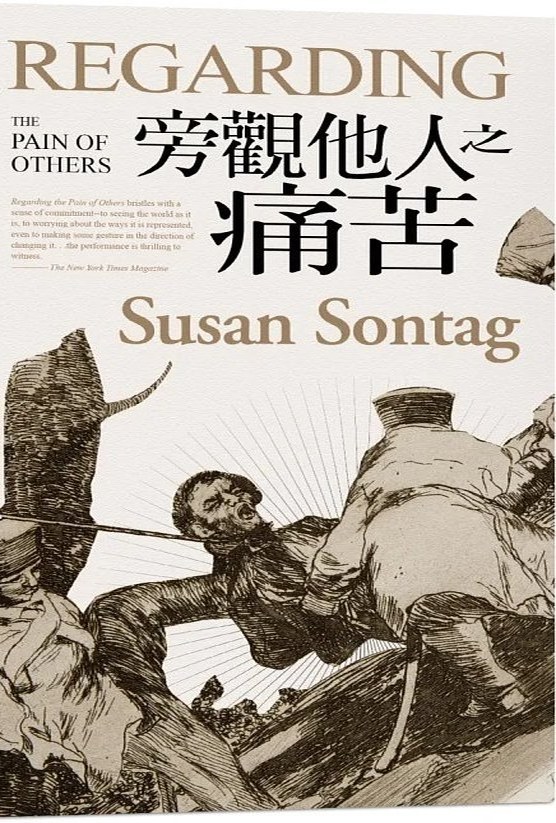 REGARDING
THE
PAIN OF
OTHERS
旁觀他人之
痛苦
Regarding the Pain of Others bristles with a
sense of commitment--to seeing the world as it
is, to worrying about the ways it is represented,
even to making some gesture in the direction of
changing it. . .the performance is thrilling to
witness.
The New York Times Magazine
Susan Sontag